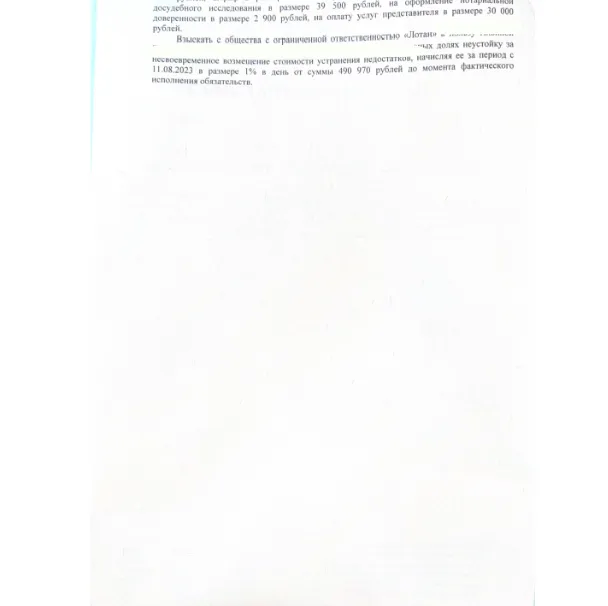 досудебного исследования в размере 39 500 рублей, на оформление нотариальной
доверенности в размере 2 900 рублей, на оплату услуг представителя в размере 30 000
рублей.
Взыскать с общества с ограниченной ответственностью «Лотан» в
долях неустойку за
несвоевременное возмещение стоимости устранения недостатков, начисляя ее за период с
11.08.2023 в размере 1% в день от суммы 490 970 рублей до момента фактического
исполнения обязательств.